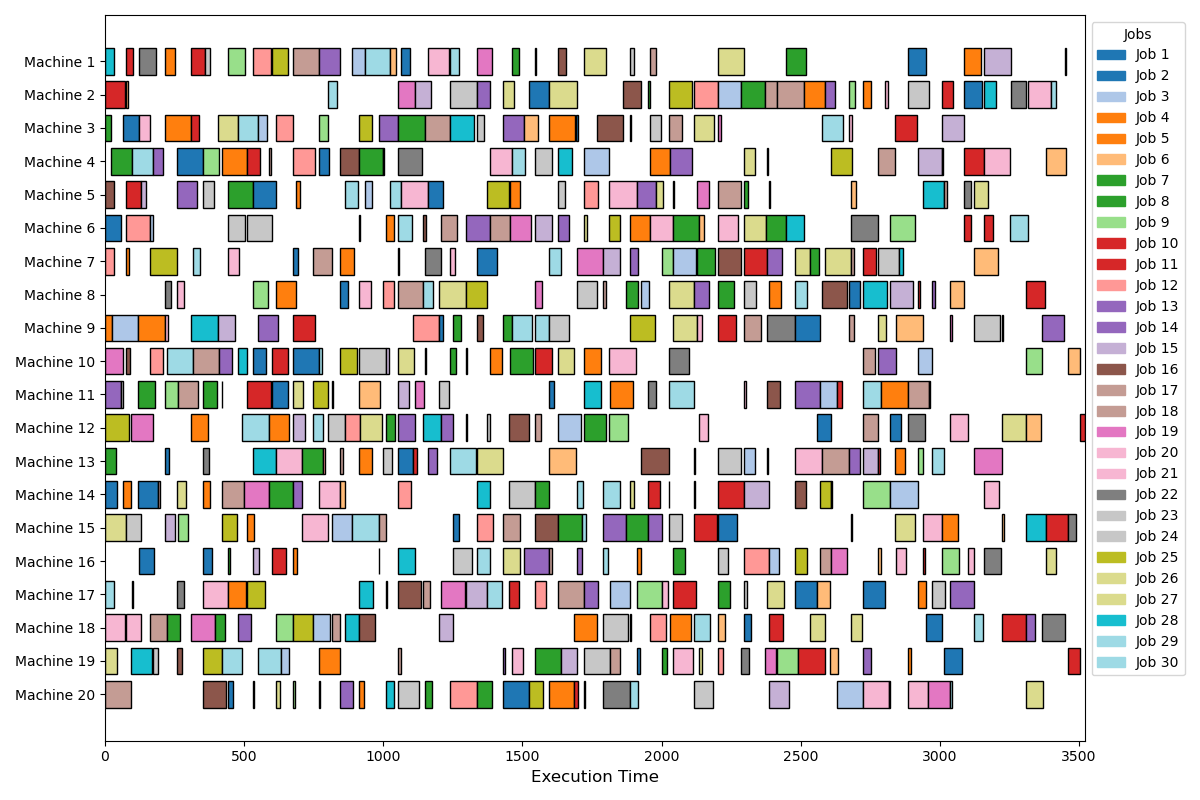 Machine 1
Machine 2
Machine 3
Machine 4
Machine 5
Machine 6
Machine 7
Machine 8
Machine 9
Machine 10
Machine 11
Machine 12
Machine 13
Machine 14
Machine 15
Machine 16
Machine 17
Machine 18
Machine 19
Machine 20
0 500 1000 1500 2000 2500 3000 3500
Execution Time
Jobs
Job 1
Job 2
Job 3
Job 4
Job 5
Job 6
Job 7
Job 8
Job 9
Job 10
Job 11
Job 12
Job 13
Job 14
Job 15
Job 16
Job 17
Job 18
Job 19
Job 20
Job 21
Job 22
Job 23
Job 24
Job 25
Job 26
Job 27
Job 28
Job 29
Job 30